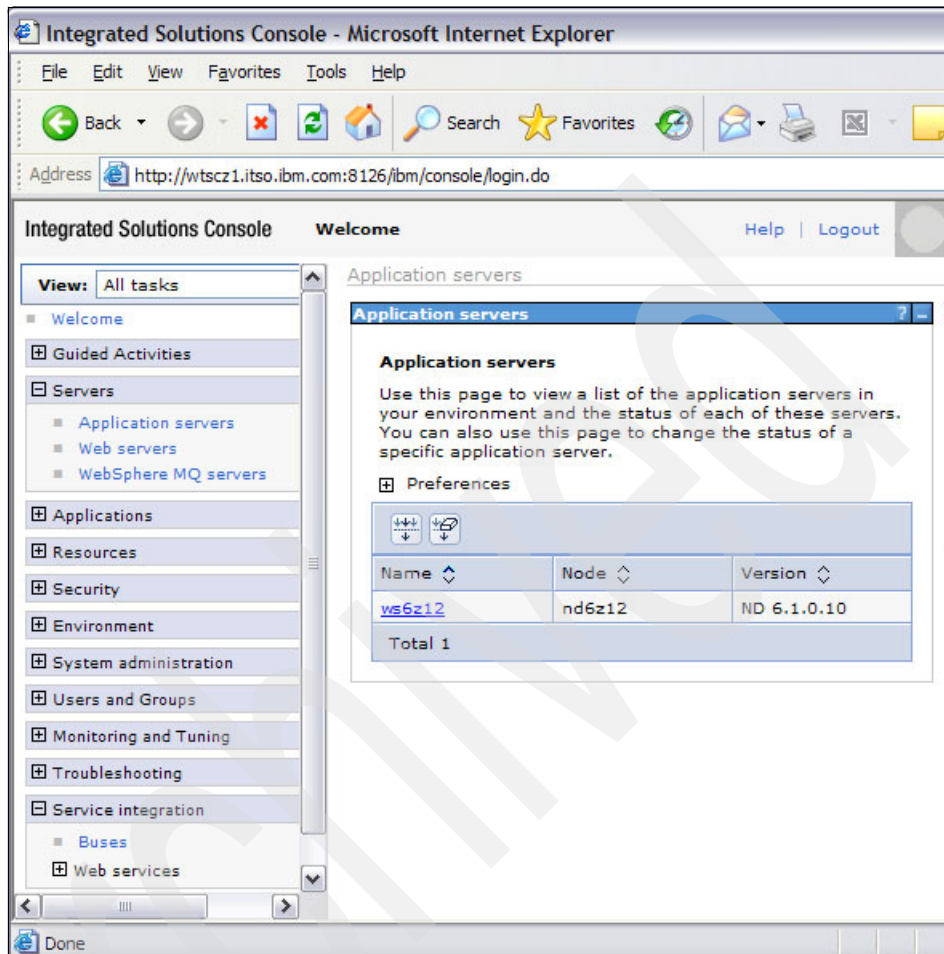 Integrated Solutions Console - Microsoft Internet Explorer
File Edit View Favorites Tools Help
Back Search Favorites
Address http://wtscz1.itso.ibm.com:8126/ibm/console/login.do
Integrated Solutions Console Welcome Help | Logout
View: All tasks
Welcome
Guided Activities
Servers
Application servers
Web servers
WebSphere MQ servers
Applications
Resources
Security
Environment
System administration
Users and Groups
Monitoring and Tuning
Troubleshooting
Service integration
Buses
Web services
Application servers
Application servers ? -
Application servers
Use this page to view a list of the application servers in
your environment and the status of each of these servers.
You can also use this page to change the status of a
specific application server.
Preferences
Name Node Version
ws6z12 nd6z12 ND 6.1.0.10
Total 1
Done